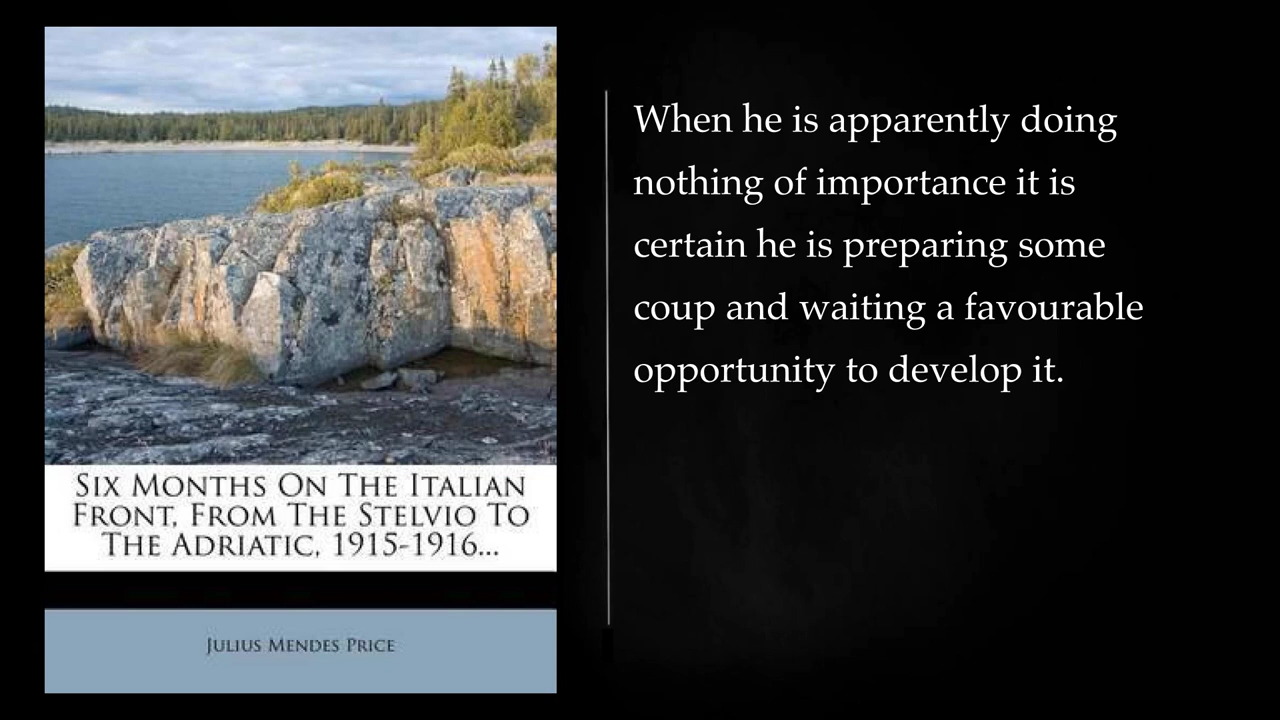 SIX MONTHS ON THE ITALIAN
FRONT, FROM THE STELVIO TO
THE ADRIATIC, 1915-1916...
JULIUS MENDES PRICE
When he is apparently doing
nothing of importance it is
certain he is preparing some
coup and waiting a favourable
opportunity to develop it.